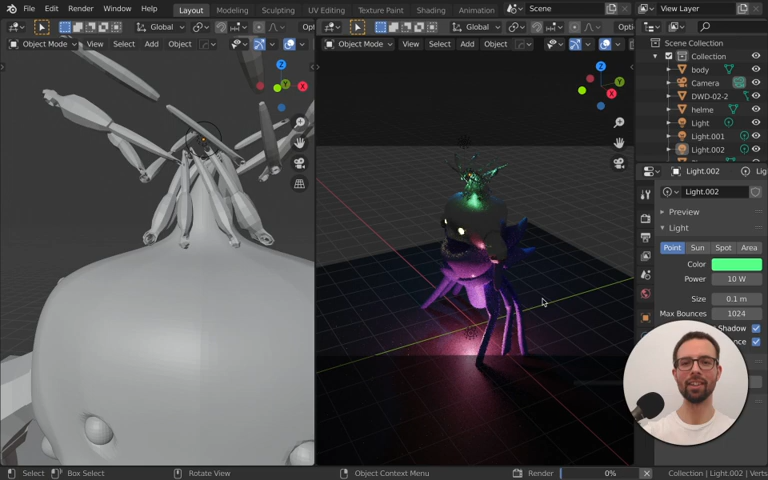 File Edit Render Window Help Layout Modeling Sculpting UV Editing Texture Paint Shading Animation Scene View Layer
Global Global
Object Mode View Select Add Object Object Mode View Select Add Object
Scene Collection
Collection
body
Camera
DWD-02-2
helme
Light
Light.001
Light.002
Light.002
Light.002
Preview
Light
Point Sun Spot Area
Color
Power 10 W
Size 0.1 m
Max Bounces 1024
Shadow
Z
Y
X
Z
Y
X
Select Box Select Rotate View Object Context Menu Render 0% Collection | Light.002 | Verts